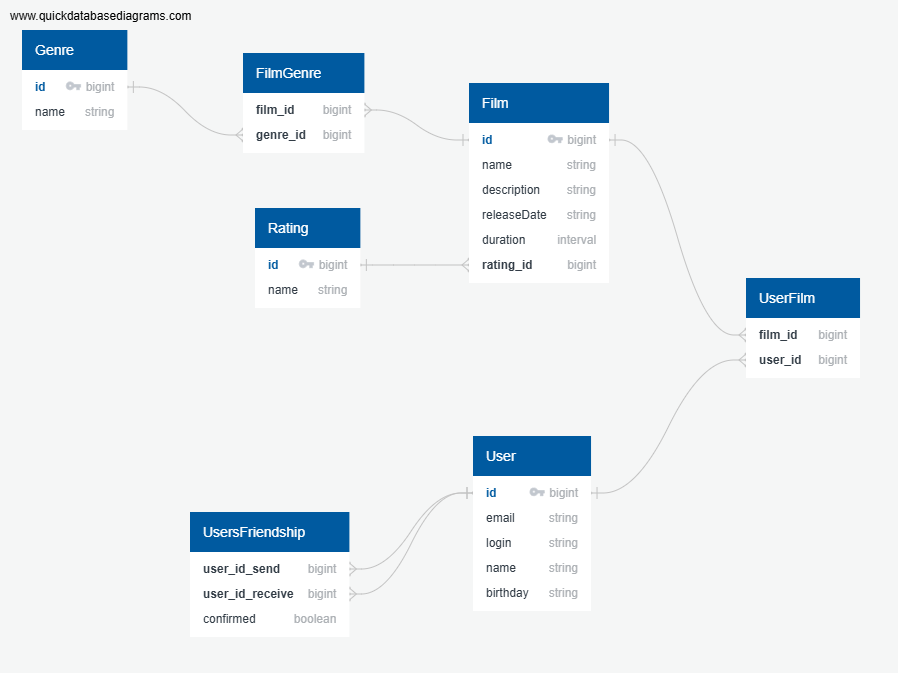 www.quickdatabasediagrams.com
Genre
id bigint
name string
FilmGenre
film_id bigint
genre_id bigint
Film
id bigint
name string
description string
releaseDate string
duration interval
rating_id bigint
Rating
id bigint
name string
UserFilm
film_id bigint
user_id bigint
User
id bigint
email string
login string
name string
birthday string
UsersFriendship
user_id_send bigint
user_id_receive bigint
confirmed boolean